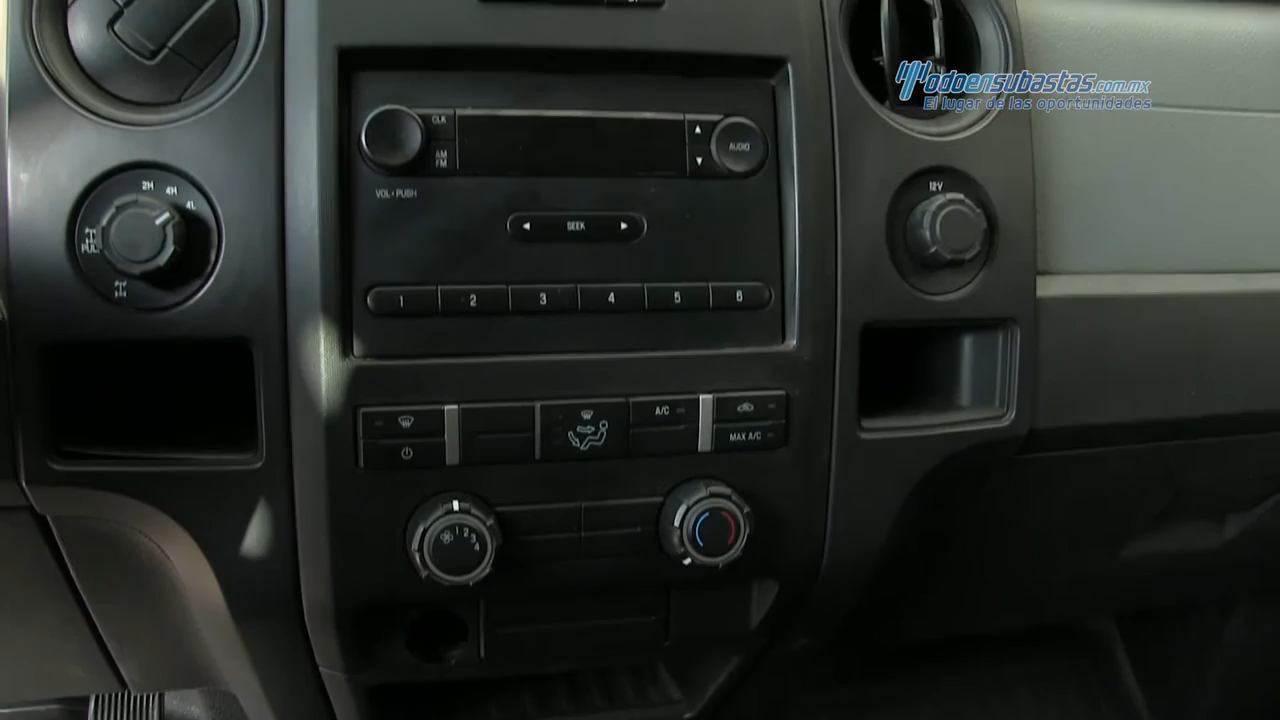 Todoensubastas.com.mx
El lugar de las oportunidades
CLK
AM
FM
AUDIO
VOL • PUSH
2H
4H
4L
12V
SEEK
1 2 3 4 5 6
A/C
MAX A/C
1 2 3 4